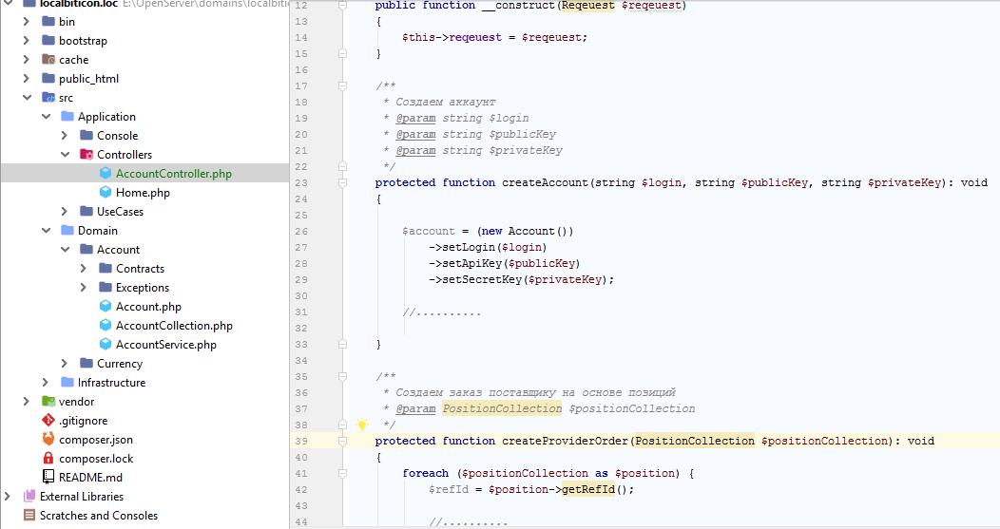 localbiticon.loc E:\OpenServer\domains\localbiti
bin
bootstrap
cache
public_html
src
Application
Console
Controllers
AccountController.php
Home.php
UseCases
Domain
Account
Contracts
Exceptions
Account.php
AccountCollection.php
AccountService.php
Currency
Infrastructure
vendor
.gitignore
composer.json
composer.lock
README.md
External Libraries
Scratches and Consoles
12 public function __construct(Reqeuest $reqeuest)
13 {
14 $this->reqeuest = $reqeuest;
15 }
16
17 /**
18 * Создаем аккаунт
19 * @param string $login
20 * @param string $publicKey
21 * @param string $privateKey
22 */
23 protected function createAccount(string $login, string $publicKey, string $privateKey): void
24 {
25
26 $account = (new Account())
27 ->setLogin($login)
28 ->setApiKey($publicKey)
29 ->setSecretKey($privateKey);
30
31 //..........
32
33 }
34
35 /**
36 * Создаем заказ поставщику на основе позиций
37 * @param PositionCollection $positionCollection
38 */
39 protected function createProviderOrder(PositionCollection $positionCollection): void
40 {
41 foreach ($positionCollection as $position) {
42 $refId = $position->getRefId();
43
44 //..........